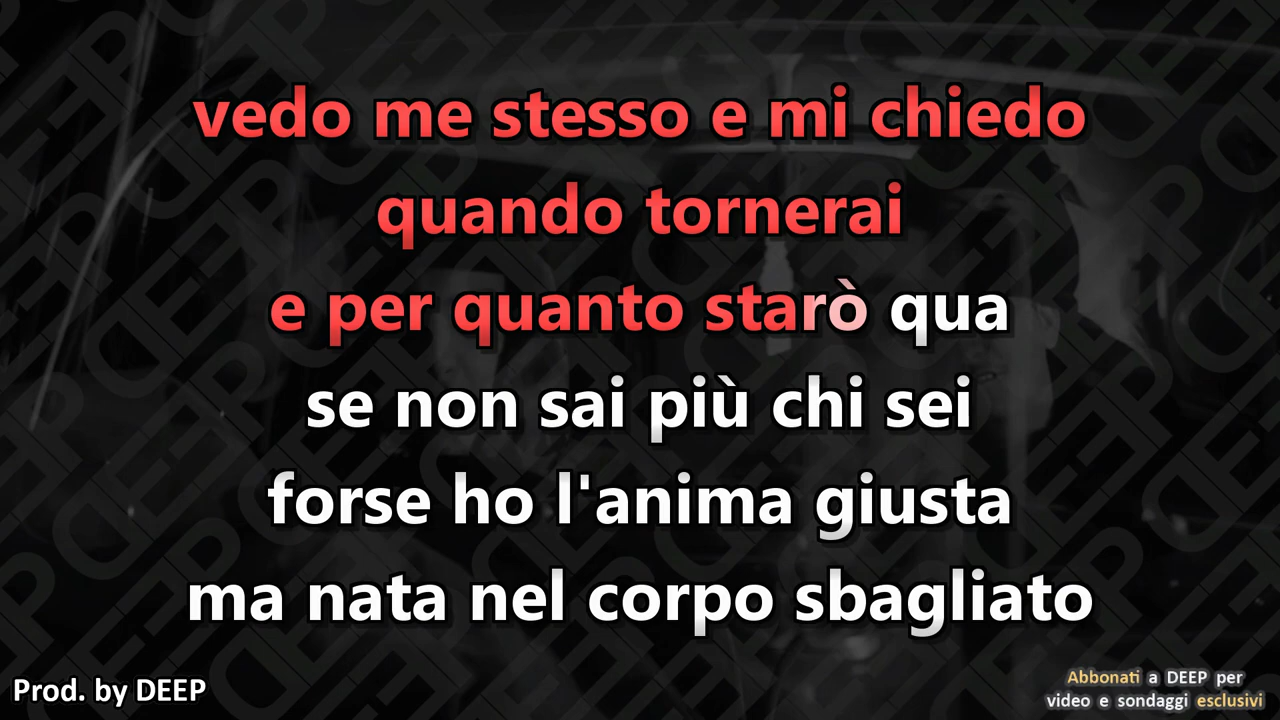 vedo me stesso e mi chiedo
quando tornerai
e per quanto starò qua
se non sai più chi sei
forse ho l'anima giusta
ma nata nel corpo sbagliato
Prod. by DEEP
Abbonati a DEEP per
video e sondaggi esclusivi